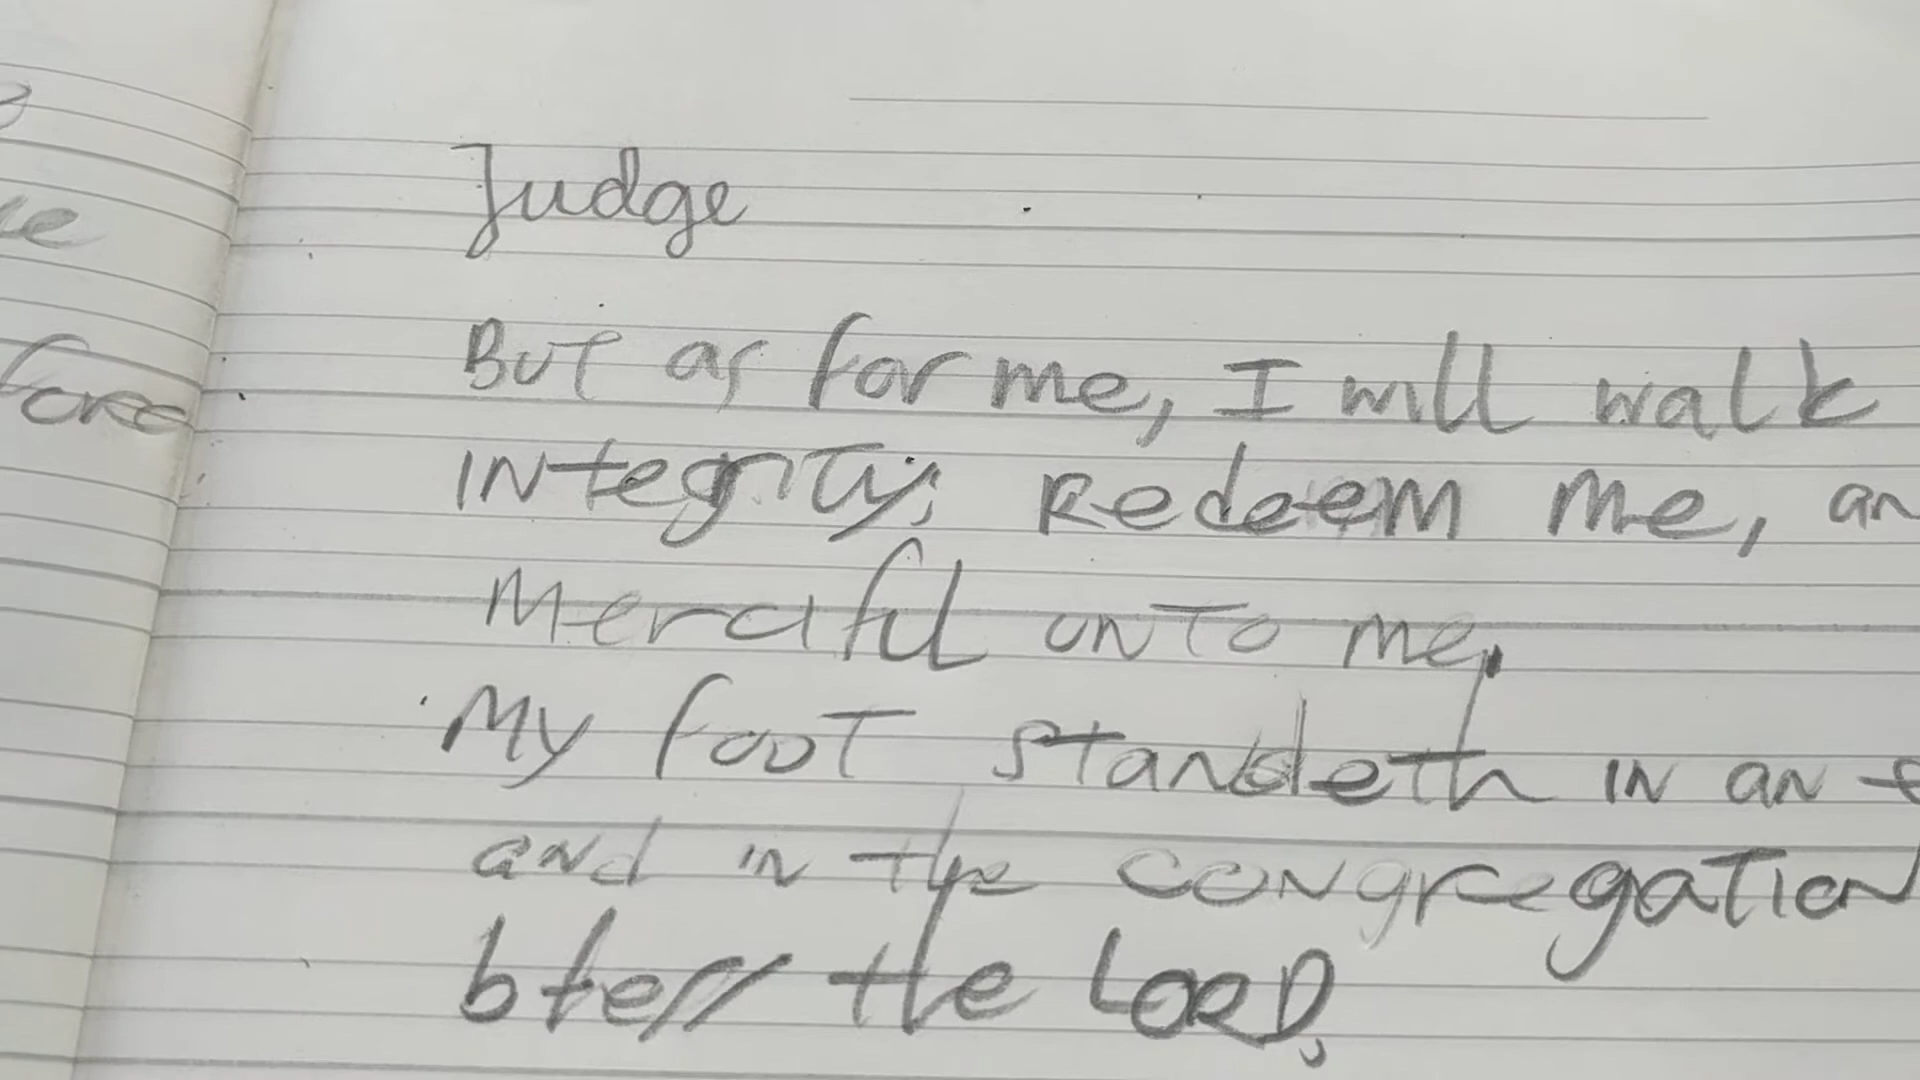 Judge
But as for me, I will walk
integrity; Redeem me, an
Merciful unto me.
My foot standeth in an
and in the congregation
bless the LORD.